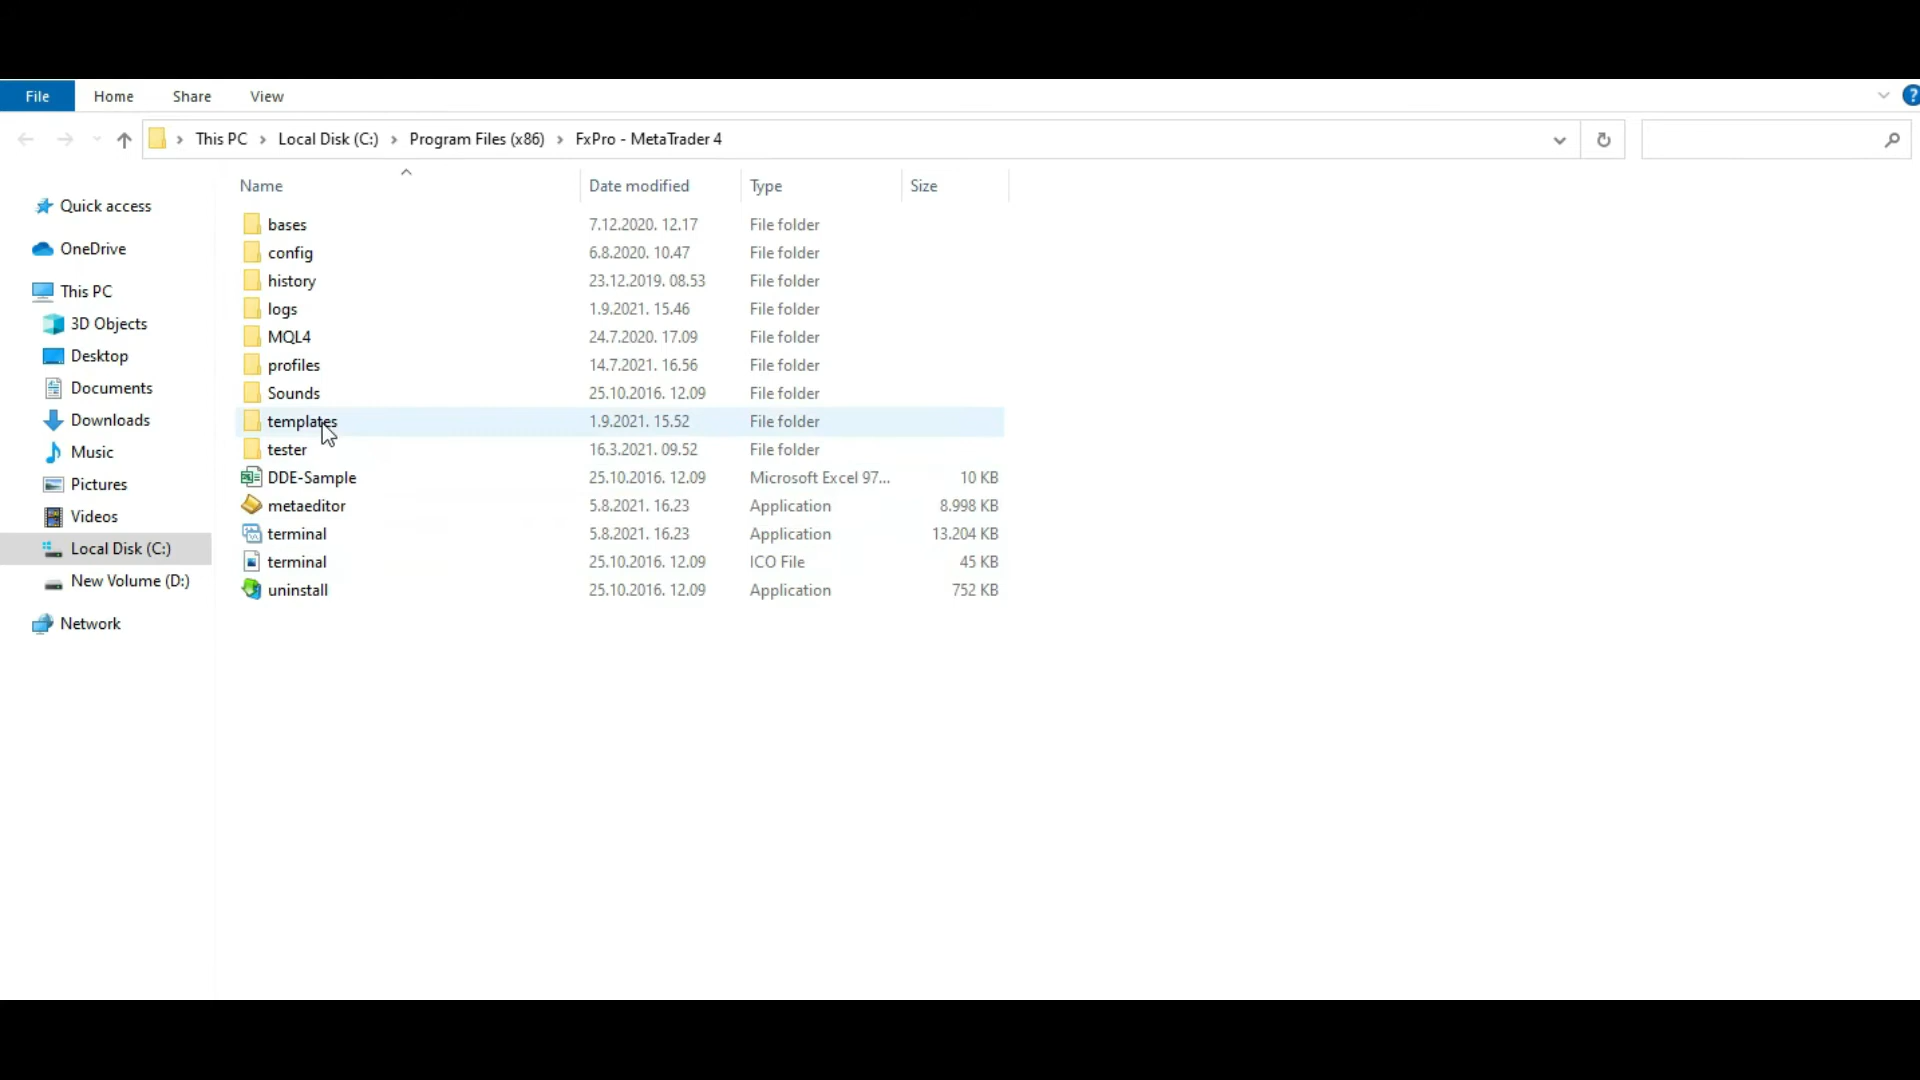 File Home Share View ?
This PC Local Disk (C:) Program Files (x86) FxPro - MetaTrader 4
Name Date modified Type Size
Quick access
OneDrive
This PC
3D Objects
Desktop
Documents
Downloads
Music
Pictures
Videos
Local Disk (C:)
New Volume (D:)
Network
bases 7.12.2020. 12.17 File folder
config 6.8.2020. 10.47 File folder
history 23.12.2019. 08.53 File folder
logs 1.9.2021. 15.46 File folder
MQL4 24.7.2020. 17.09 File folder
profiles 14.7.2021. 16.56 File folder
Sounds 25.10.2016. 12.09 File folder
templates 1.9.2021. 15.52 File folder
tester 16.3.2021. 09.52 File folder
DDE-Sample 25.10.2016. 12.09 Microsoft Excel 97... 10 KB
metaeditor 5.8.2021. 16.23 Application 8.998 KB
terminal 5.8.2021. 16.23 Application 13.204 KB
terminal 25.10.2016. 12.09 ICO File 45 KB
uninstall 25.10.2016. 12.09 Application 752 KB